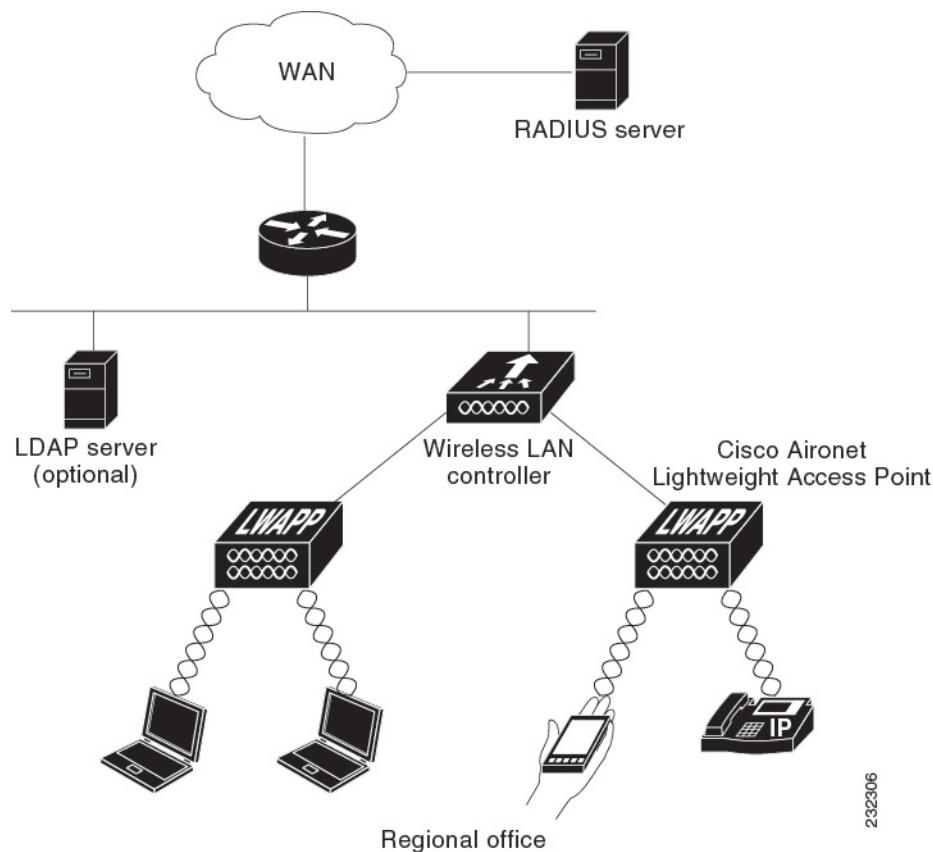 WAN
RADIUS server
LDAP server
(optional)
Wireless LAN
controller
Cisco Aironet
Lightweight Access Point
LWAPP
LWAPP
IP
Regional office
232306